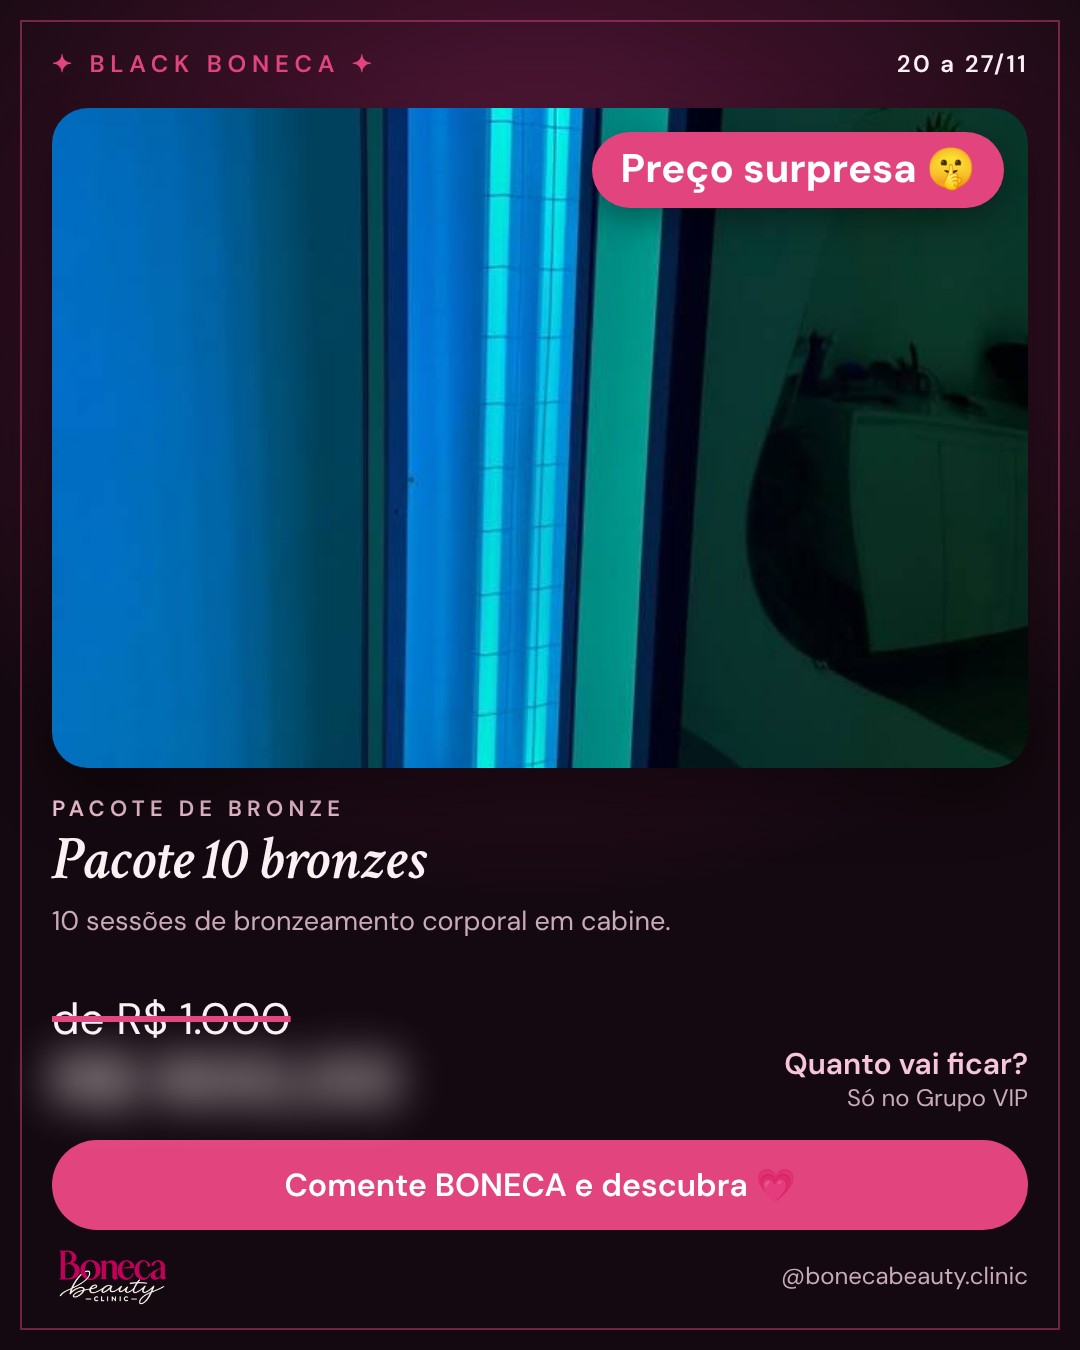 ✦ BLACK BONECA ✦
20 a 27/11
Preço surpresa 🤫
PACOTE DE BRONZE
Pacote 10 bronzes
10 sessões de bronzeamento corporal em cabine.
de R$ 1.000
Quanto vai ficar?
Só no Grupo VIP
Comente BONECA e descubra 💗
Boneca
beauty
CLINIC
@bonecabeauty.clinic